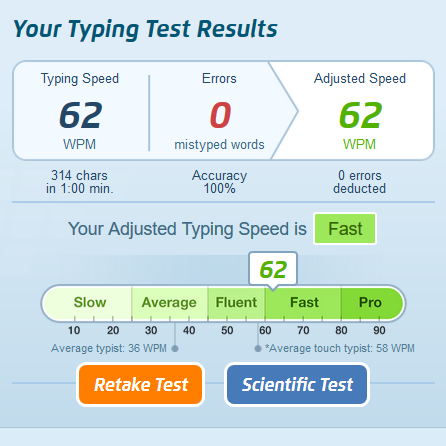 Your Typing Test Results
Typing Speed Errors Adjusted Speed
62 0 62
WPM mistyped words WPM
314 chars Accuracy 0 errors
in 1:00 min. 100% deducted
Your Adjusted Typing Speed is Fast
62
Slow Average Fluent Fast Pro
10 20 30 40 50 60 70 80 90
Average typist: 36 WPM *Average touch typist: 58 WPM
Retake Test Scientific Test